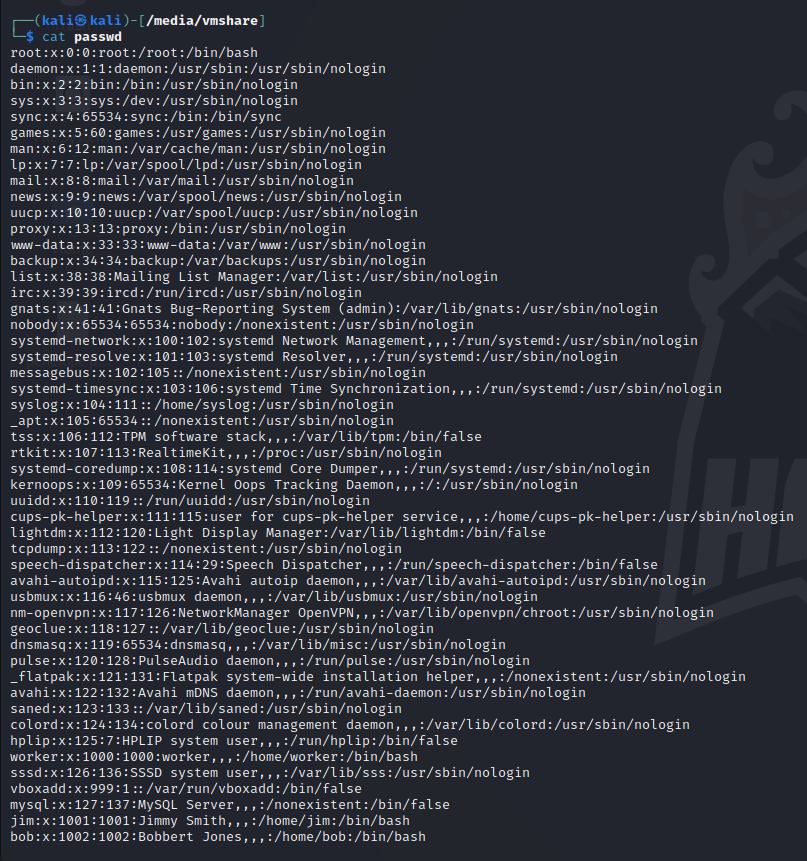 ┌──(kali㉿kali)-[/media/vmshare]
└─$ cat passwd
root:x:0:0:root:/root:/bin/bash
daemon:x:1:1:daemon:/usr/sbin:/usr/sbin/nologin
bin:x:2:2:bin:/bin:/usr/sbin/nologin
sys:x:3:3:sys:/dev:/usr/sbin/nologin
sync:x:4:65534:sync:/bin:/bin/sync
games:x:5:60:games:/usr/games:/usr/sbin/nologin
man:x:6:12:man:/var/cache/man:/usr/sbin/nologin
lp:x:7:7:lp:/var/spool/lpd:/usr/sbin/nologin
mail:x:8:8:mail:/var/mail:/usr/sbin/nologin
news:x:9:9:news:/var/spool/news:/usr/sbin/nologin
uucp:x:10:10:uucp:/var/spool/uucp:/usr/sbin/nologin
proxy:x:13:13:proxy:/bin:/usr/sbin/nologin
www-data:x:33:33:www-data:/var/www:/usr/sbin/nologin
backup:x:34:34:backup:/var/backups:/usr/sbin/nologin
list:x:38:38:Mailing List Manager:/var/list:/usr/sbin/nologin
irc:x:39:39:ircd:/run/ircd:/usr/sbin/nologin
gnats:x:41:41:Gnats Bug-Reporting System (admin):/var/lib/gnats:/usr/sbin/nologin
nobody:x:65534:65534:nobody:/nonexistent:/usr/sbin/nologin
systemd-network:x:100:102:systemd Network Management,,,:/run/systemd:/usr/sbin/nologin
systemd-resolve:x:101:103:systemd Resolver,,,:/run/systemd:/usr/sbin/nologin
messagebus:x:102:105::/nonexistent:/usr/sbin/nologin
systemd-timesync:x:103:106:systemd Time Synchronization,,,:/run/systemd:/usr/sbin/nologin
syslog:x:104:111::/home/syslog:/usr/sbin/nologin
_apt:x:105:65534::/nonexistent:/usr/sbin/nologin
tss:x:106:112:TPM software stack,,,:/var/lib/tpm:/bin/false
rtkit:x:107:113:RealtimeKit,,,:/proc:/usr/sbin/nologin
systemd-coredump:x:108:114:systemd Core Dumper,,,:/run/systemd:/usr/sbin/nologin
kernoops:x:109:65534:Kernel Oops Tracking Daemon,,,:/:/usr/sbin/nologin
uuidd:x:110:119::/run/uuidd:/usr/sbin/nologin
cups-pk-helper:x:111:115:user for cups-pk-helper service,,,:/home/cups-pk-helper:/usr/sbin/nologin
lightdm:x:112:120:Light Display Manager:/var/lib/lightdm:/bin/false
tcpdump:x:113:122::/nonexistent:/usr/sbin/nologin
speech-dispatcher:x:114:29:Speech Dispatcher,,,:/run/speech-dispatcher:/bin/false
avahi-autoipd:x:115:125:Avahi autoip daemon,,,:/var/lib/avahi-autoipd:/usr/sbin/nologin
usbmux:x:116:46:usbmux daemon,,,:/var/lib/usbmux:/usr/sbin/nologin
nm-openvpn:x:117:126:NetworkManager OpenVPN,,,:/var/lib/openvpn/chroot:/usr/sbin/nologin
geoclue:x:118:127::/var/lib/geoclue:/usr/sbin/nologin
dnsmasq:x:119:65534:dnsmasq,,,:/var/lib/misc:/usr/sbin/nologin
pulse:x:120:128:PulseAudio daemon,,,:/run/pulse:/usr/sbin/nologin
_flatpak:x:121:131:Flatpak system-wide installation helper,,,:/nonexistent:/usr/sbin/nologin
avahi:x:122:132:Avahi mDNS daemon,,,:/run/avahi-daemon:/usr/sbin/nologin
saned:x:123:133::/var/lib/saned:/usr/sbin/nologin
colord:x:124:134:colord colour management daemon,,,:/var/lib/colord:/usr/sbin/nologin
hplip:x:125:7:HPLIP system user,,,:/run/hplip:/bin/false
worker:x:1000:1000:worker,,,:/home/worker:/bin/bash
sssd:x:126:136:SSSD system user,,,:/var/lib/sss:/usr/sbin/nologin
vboxadd:x:999:1::/var/run/vboxadd:/bin/false
mysql:x:127:137:MySQL Server,,,:/nonexistent:/bin/false
jim:x:1001:1001:Jimmy Smith,,,:/home/jim:/bin/bash
bob:x:1002:1002:Bobbert Jones,,,:/home/bob:/bin/bash